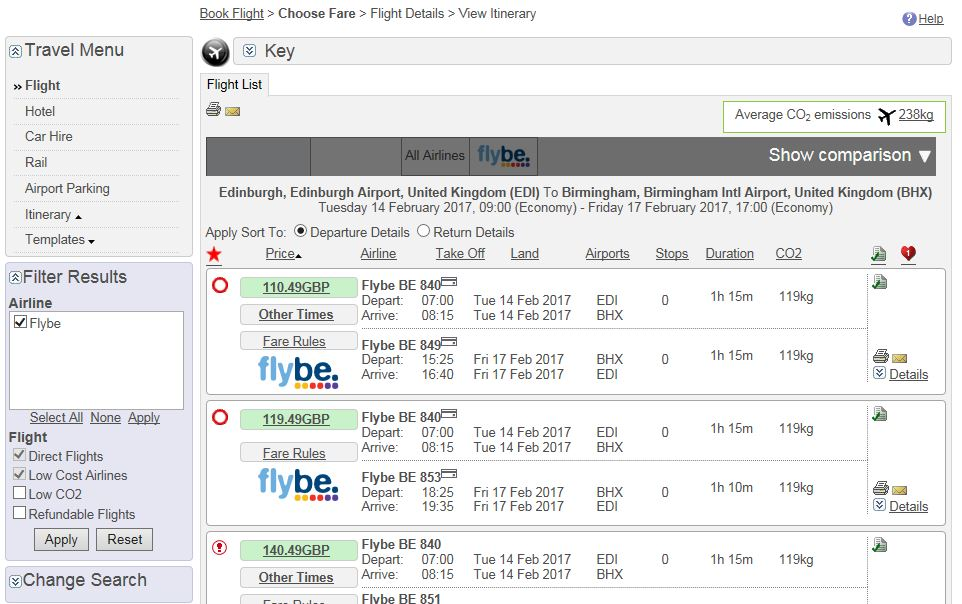 Book Flight > Choose Fare > Flight Details > View Itinerary
Help
Travel Menu
Flight
Hotel
Car Hire
Rail
Airport Parking
Itinerary
Templates
Filter Results
Airline
Flybe
Select All None Apply
Flight
Direct Flights
Low Cost Airlines
Low CO2
Refundable Flights
Apply Reset
Change Search
Key
Flight List
Average CO2 emissions 238kg
All Airlines flybe. Show comparison
Edinburgh, Edinburgh Airport, United Kingdom (EDI) To Birmingham, Birmingham Intl Airport, United Kingdom (BHX)
Tuesday 14 February 2017, 09:00 (Economy) - Friday 17 February 2017, 17:00 (Economy)
Apply Sort To: Departure Details Return Details
Price Airline Take Off Land Airports Stops Duration CO2 1
110.49GBP
Other Times
Fare Rules
flybe.
Flybe BE 840
Depart: 07:00 Tue 14 Feb 2017 EDI 0 1h 15m 119kg
Arrive: 08:15 Tue 14 Feb 2017 BHX
Flybe BE 849
Depart: 15:25 Fri 17 Feb 2017 BHX 0 1h 15m 119kg
Arrive: 16:40 Fri 17 Feb 2017 EDI
Details
119.49GBP
Fare Rules
flybe.
Flybe BE 840
Depart: 07:00 Tue 14 Feb 2017 EDI 0 1h 15m 119kg
Arrive: 08:15 Tue 14 Feb 2017 BHX
Flybe BE 853
Depart: 18:25 Fri 17 Feb 2017 BHX 0 1h 10m 119kg
Arrive: 19:35 Fri 17 Feb 2017 EDI
Details
140.49GBP
Other Times
Fare Rules
Flybe BE 840
Depart: 07:00 Tue 14 Feb 2017 EDI 0 1h 15m 119kg
Arrive: 08:15 Tue 14 Feb 2017 BHX
Flybe BE 851